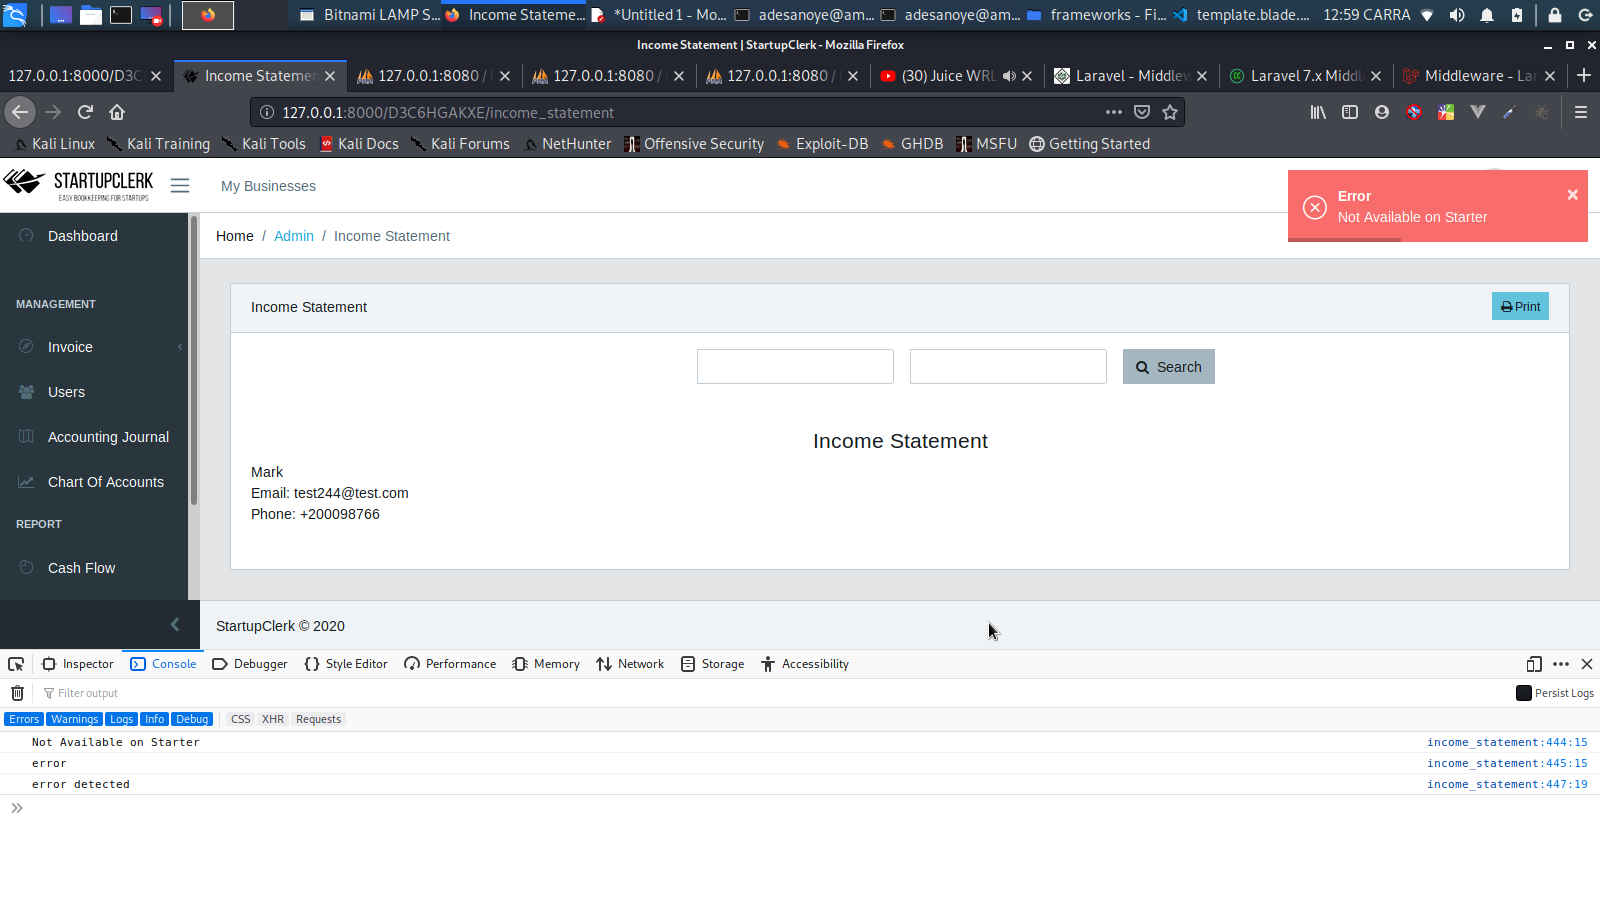 Bitnami LAMP S...
Income Stateme...
*Untitled 1 - Mo...
adesanoye@am...
adesanoye@am...
frameworks - Fi...
template.blade....
12:59 CARRA
Income Statement | StartupClerk - Mozilla Firefox
127.0.0.1:8000/D3C
Income Statemen
127.0.0.1:8080 /
127.0.0.1:8080 /
127.0.0.1:8080 /
(30) Juice WRL
Laravel - Middlew
Laravel 7.x Middl
Middleware - Lar
127.0.0.1:8000/D3C6HGAKXE/income_statement
Kali Linux
Kali Training
Kali Tools
Kali Docs
Kali Forums
NetHunter
Offensive Security
Exploit-DB
GHDB
MSFU
Getting Started
STARTUPCLERK
EASY BOOKKEEPING FOR STARTUPS
My Businesses
Error
Not Available on Starter
Dashboard
Home / Admin / Income Statement
MANAGEMENT
Invoice
Users
Accounting Journal
Chart Of Accounts
REPORT
Cash Flow
Income Statement
Print
Search
Income Statement
Mark
Email: test244@test.com
Phone: +200098766
StartupClerk © 2020
Inspector
Console
Debugger
Style Editor
Performance
Memory
Network
Storage
Accessibility
Filter output
Persist Logs
Errors
Warnings
Logs
Info
Debug
CSS
XHR
Requests
Not Available on Starter
income_statement:444:15
error
income_statement:445:15
error detected
income_statement:447:19